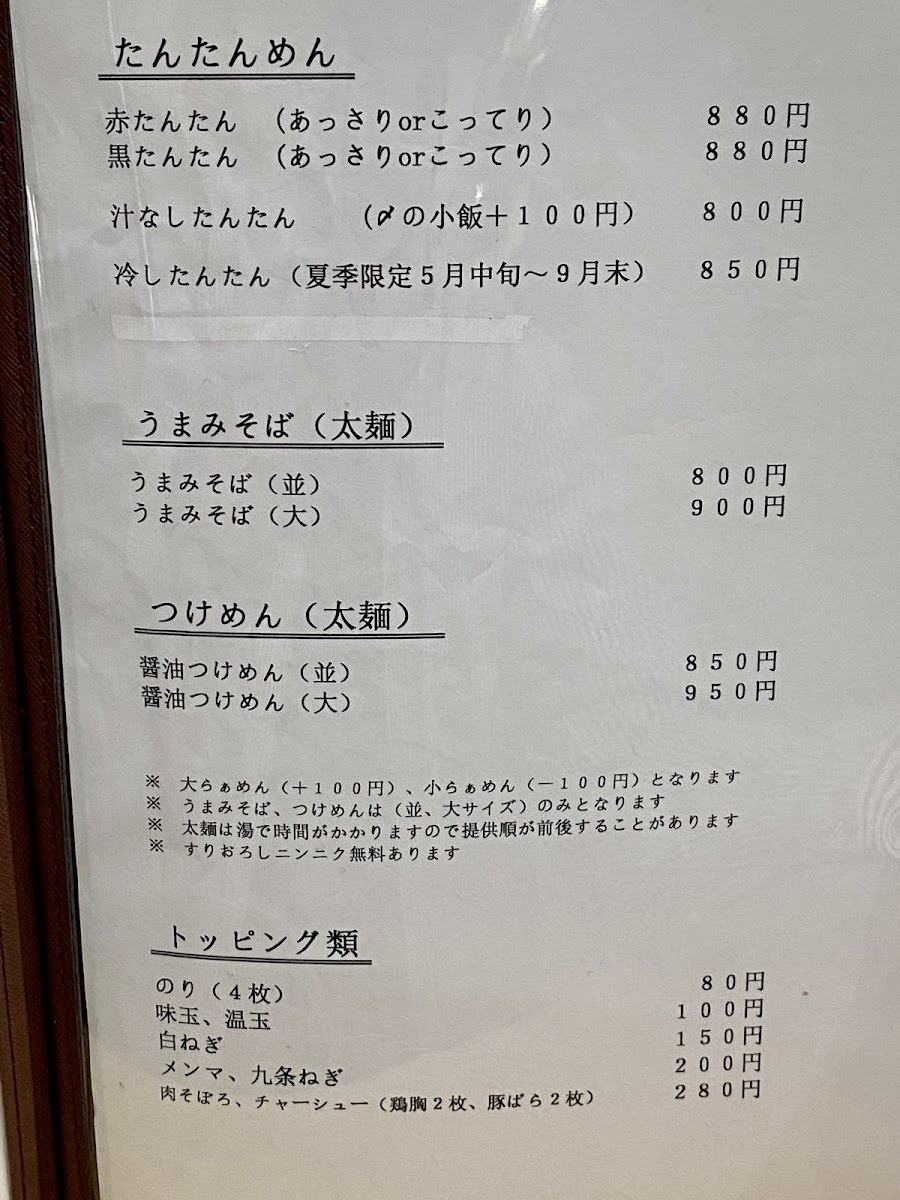 たんたんめん
赤たんたん （あっさりorこってり） ８８０円
黒たんたん （あっさりorこってり） ８８０円
汁なしたんたん （〆の小飯＋１００円） ８００円
冷したんたん（夏季限定５月中旬～９月末） ８５０円
うまみそば（太麺）
うまみそば（並） ８００円
うまみそば（大） ９００円
つけめん（太麺）
醤油つけめん（並） ８５０円
醤油つけめん（大） ９５０円
※ 大らぁめん（＋１００円）、小らぁめん（－１００円）となります
※ うまみそば、つけめんは（並、大サイズ）のみとなります
※ 太麺は湯で時間がかかりますので提供順が前後することがあります
※ すりおろしニンニク無料あります
トッピング類
のり（４枚） ８０円
味玉、温玉 １００円
白ねぎ １５０円
メンマ、九条ねぎ ２００円
肉そぼろ、チャーシュー（鶏胸２枚、豚ばら２枚） ２８０円